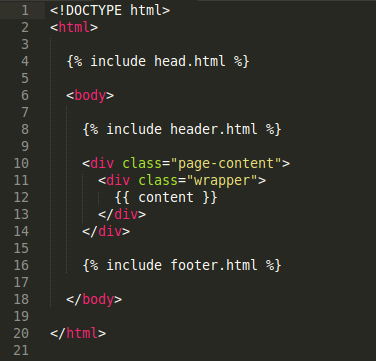 1 <!DOCTYPE html>
2 <html>
3
4 {% include head.html %}
5
6 <body>
7
8 {% include header.html %}
9
10 <div class="page-content">
11 <div class="wrapper">
12 {{ content }}
13 </div>
14 </div>
15
16 {% include footer.html %}
17
18 </body>
19
20 </html>
21